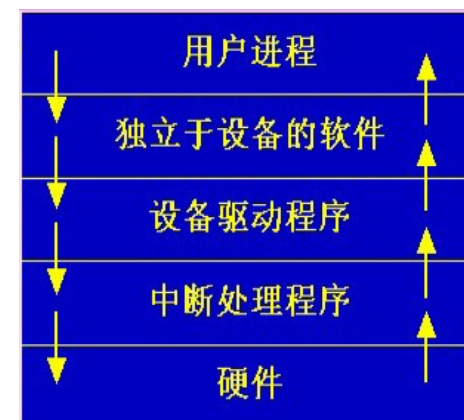 用户进程
独立于设备的软件
设备驱动程序
中断处理程序
硬件